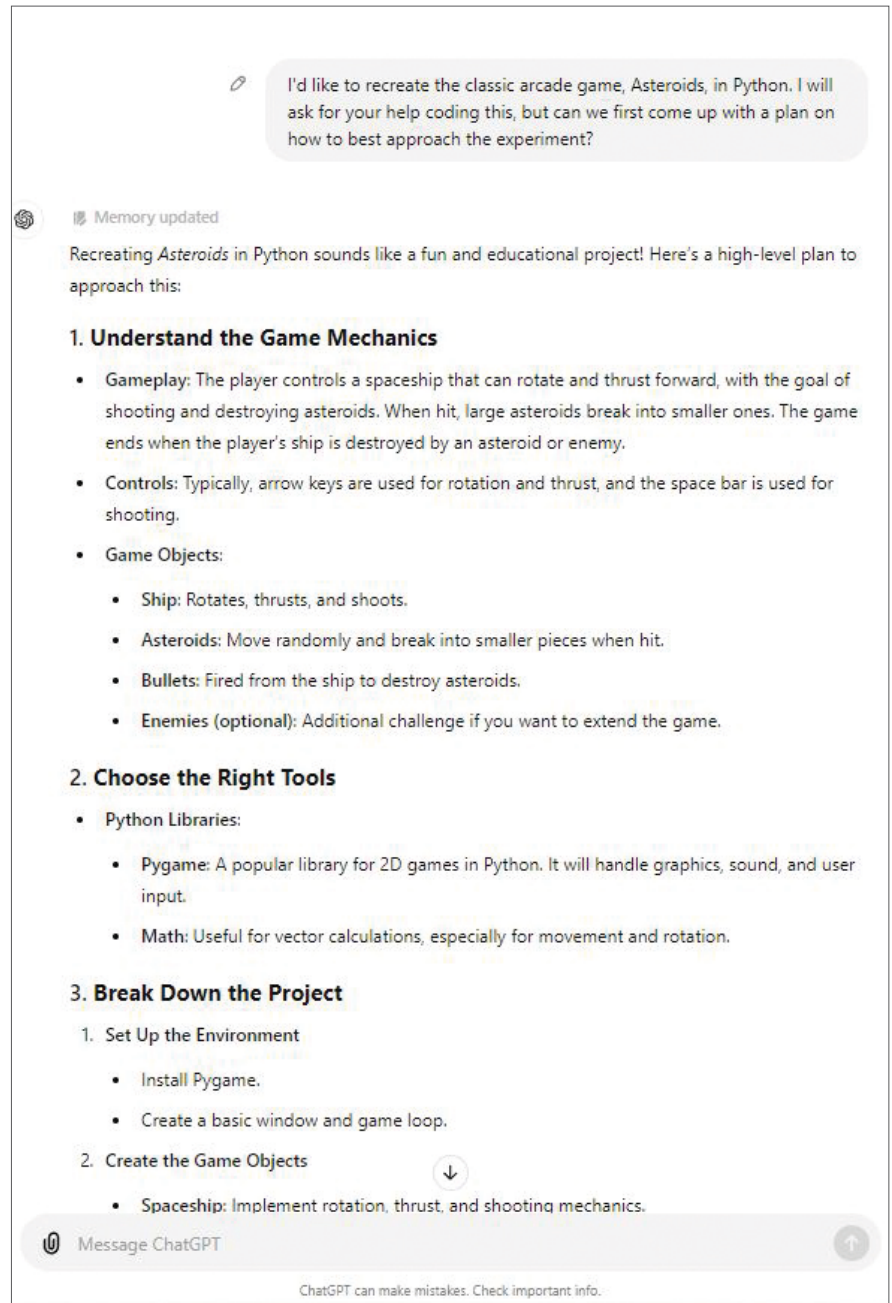 I'd like to recreate the classic arcade game, Asteroids, in Python. I will
ask for your help coding this, but can we first come up with a plan on
how to best approach the experiment?
Memory updated
Recreating Asteroids in Python sounds like a fun and educational project! Here's a high-level plan to
approach this:
1. Understand the Game Mechanics
• Gameplay: The player controls a spaceship that can rotate and thrust forward, with the goal of
shooting and destroying asteroids. When hit, large asteroids break into smaller ones. The game
ends when the player's ship is destroyed by an asteroid or enemy.
• Controls: Typically, arrow keys are used for rotation and thrust, and the space bar is used for
shooting.
• Game Objects:
• Ship: Rotates, thrusts, and shoots.
• Asteroids: Move randomly and break into smaller pieces when hit.
• Bullets: Fired from the ship to destroy asteroids.
• Enemies (optional): Additional challenge if you want to extend the game.
2. Choose the Right Tools
• Python Libraries:
• Pygame: A popular library for 2D games in Python. It will handle graphics, sound, and user
input.
• Math: Useful for vector calculations, especially for movement and rotation.
3. Break Down the Project
1. Set Up the Environment
• Install Pygame.
• Create a basic window and game loop.
2. Create the Game Objects
• Spaceship: Implement rotation, thrust, and shooting mechanics.
Message ChatGPT
ChatGPT can make mistakes. Check important info.